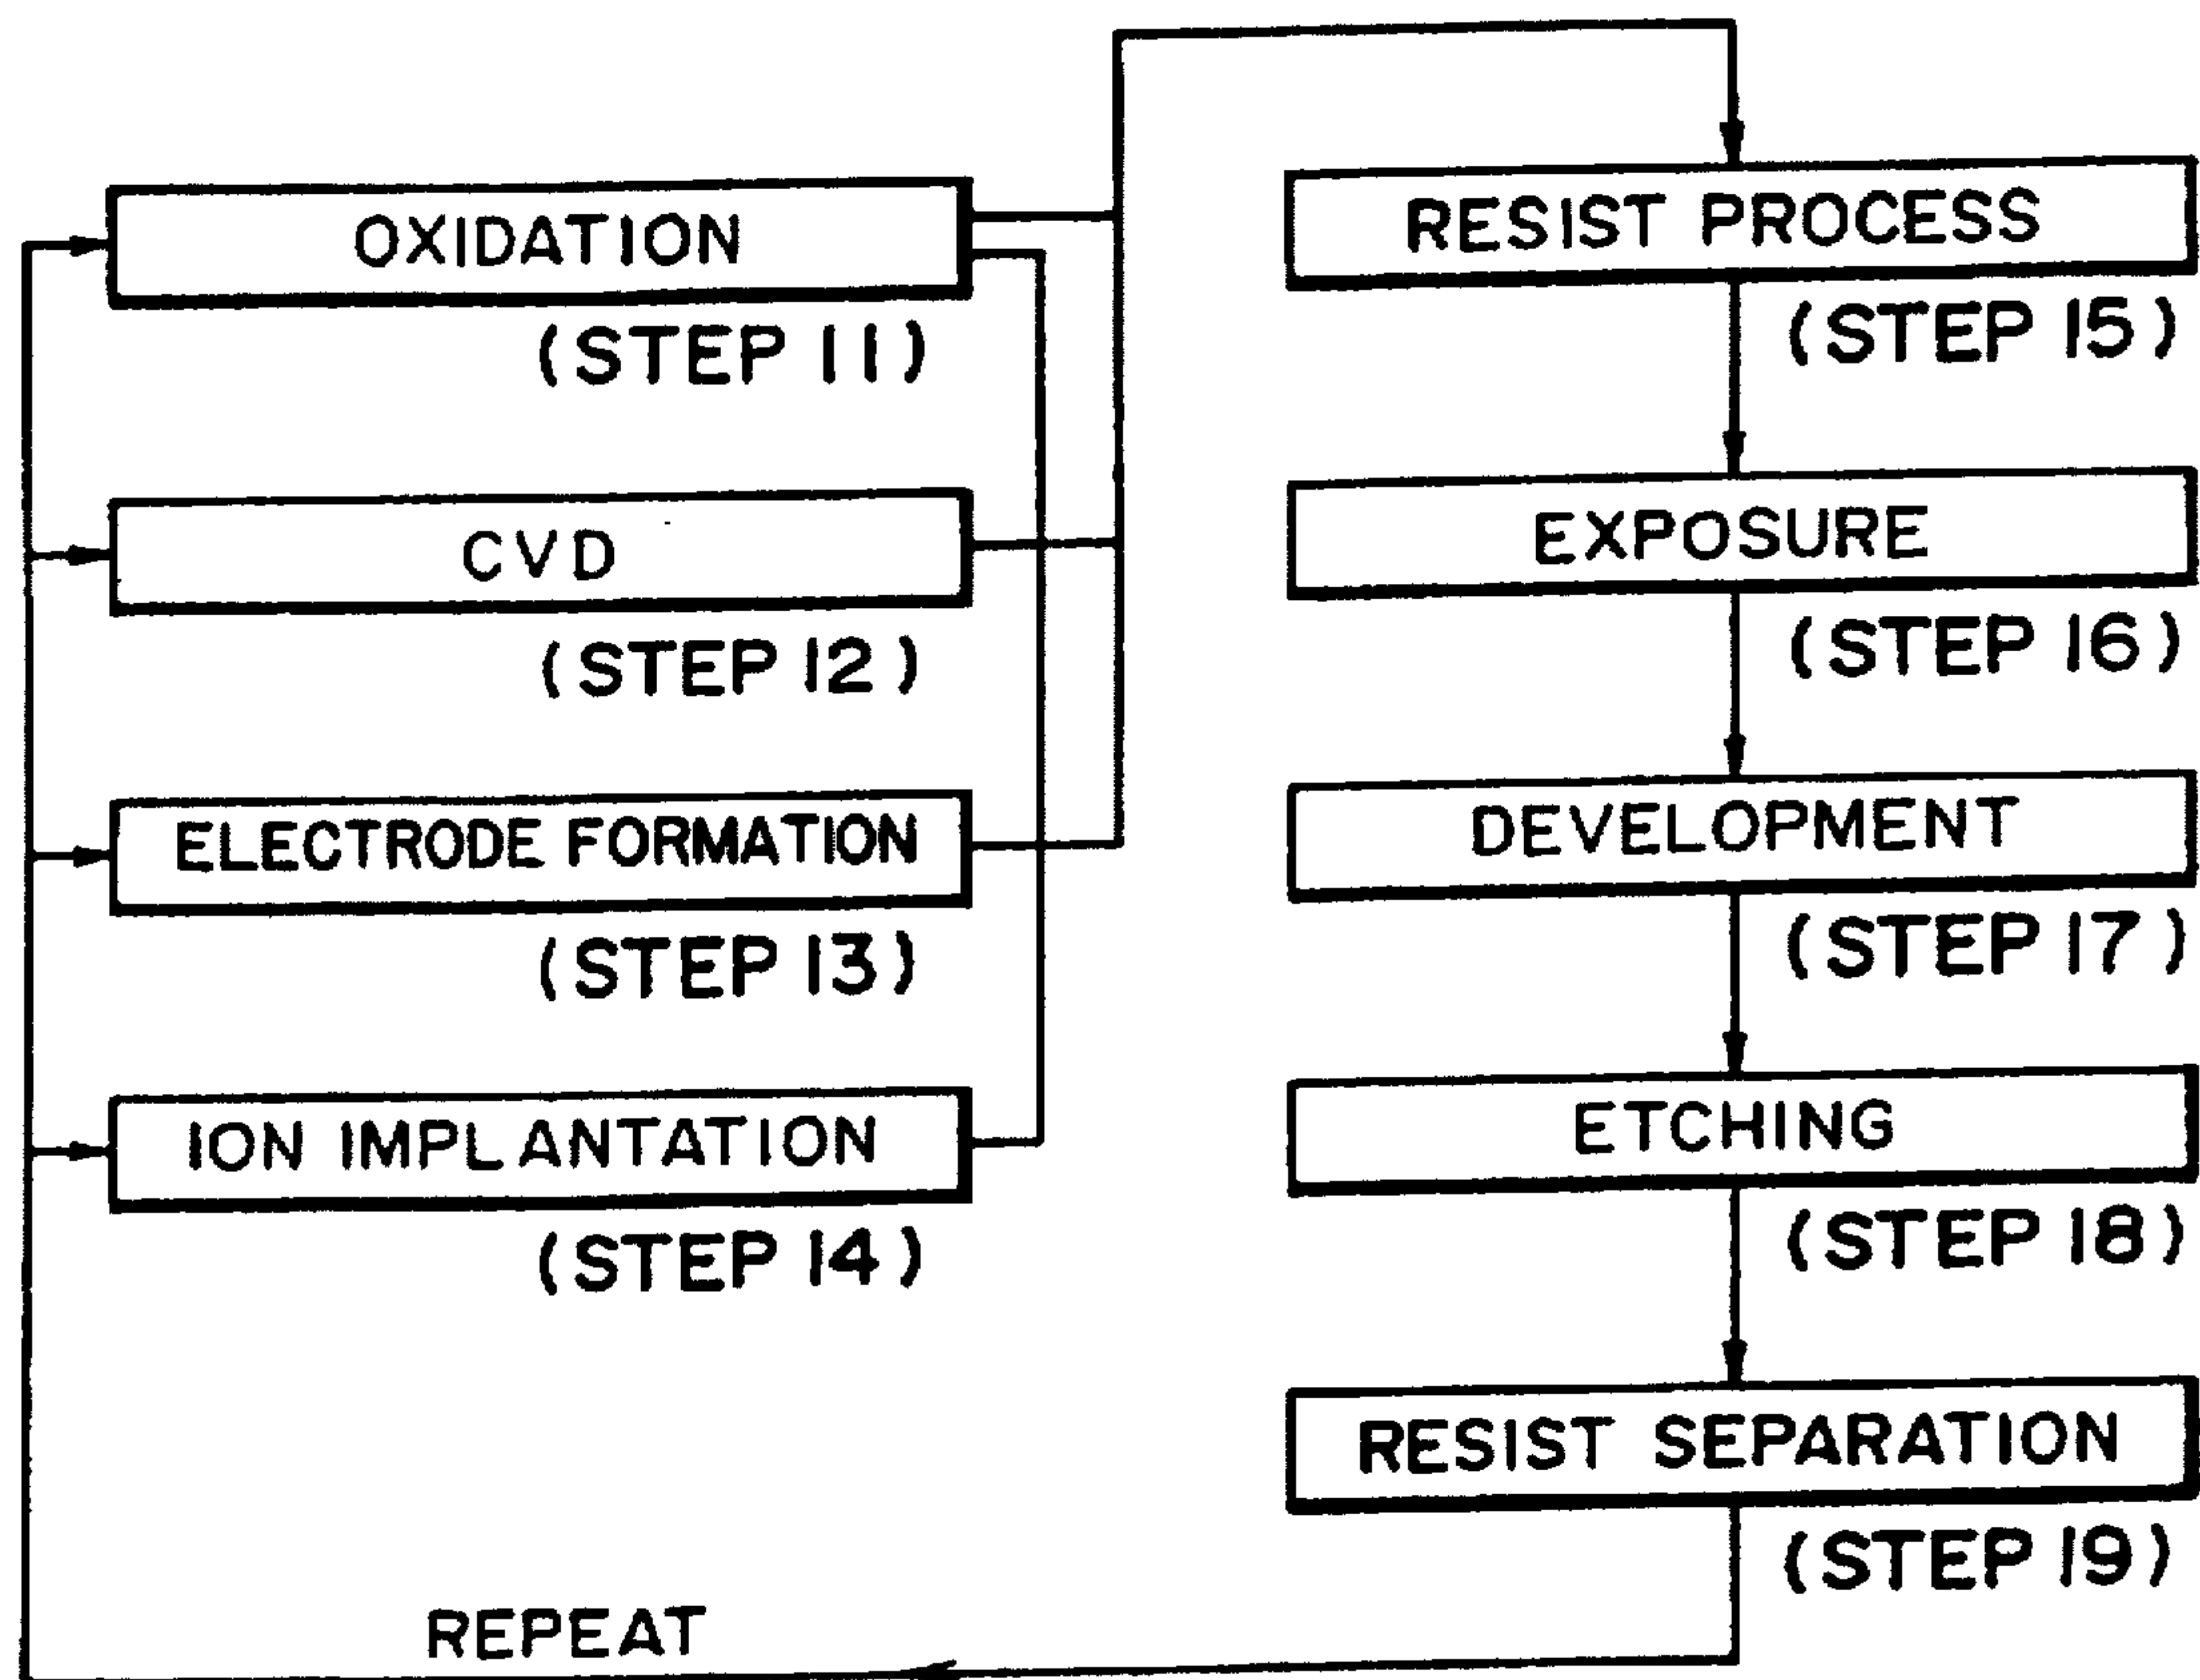 OXIDATION
(STEP 11)
CVD
(STEP 12)
ELECTRODE FORMATION
(STEP 13)
ION IMPLANTATION
(STEP 14)
RESIST PROCESS
(STEP 15)
EXPOSURE
(STEP 16)
DEVELOPMENT
(STEP 17)
ETCHING
(STEP 18)
RESIST SEPARATION
(STEP 19)
REPEAT